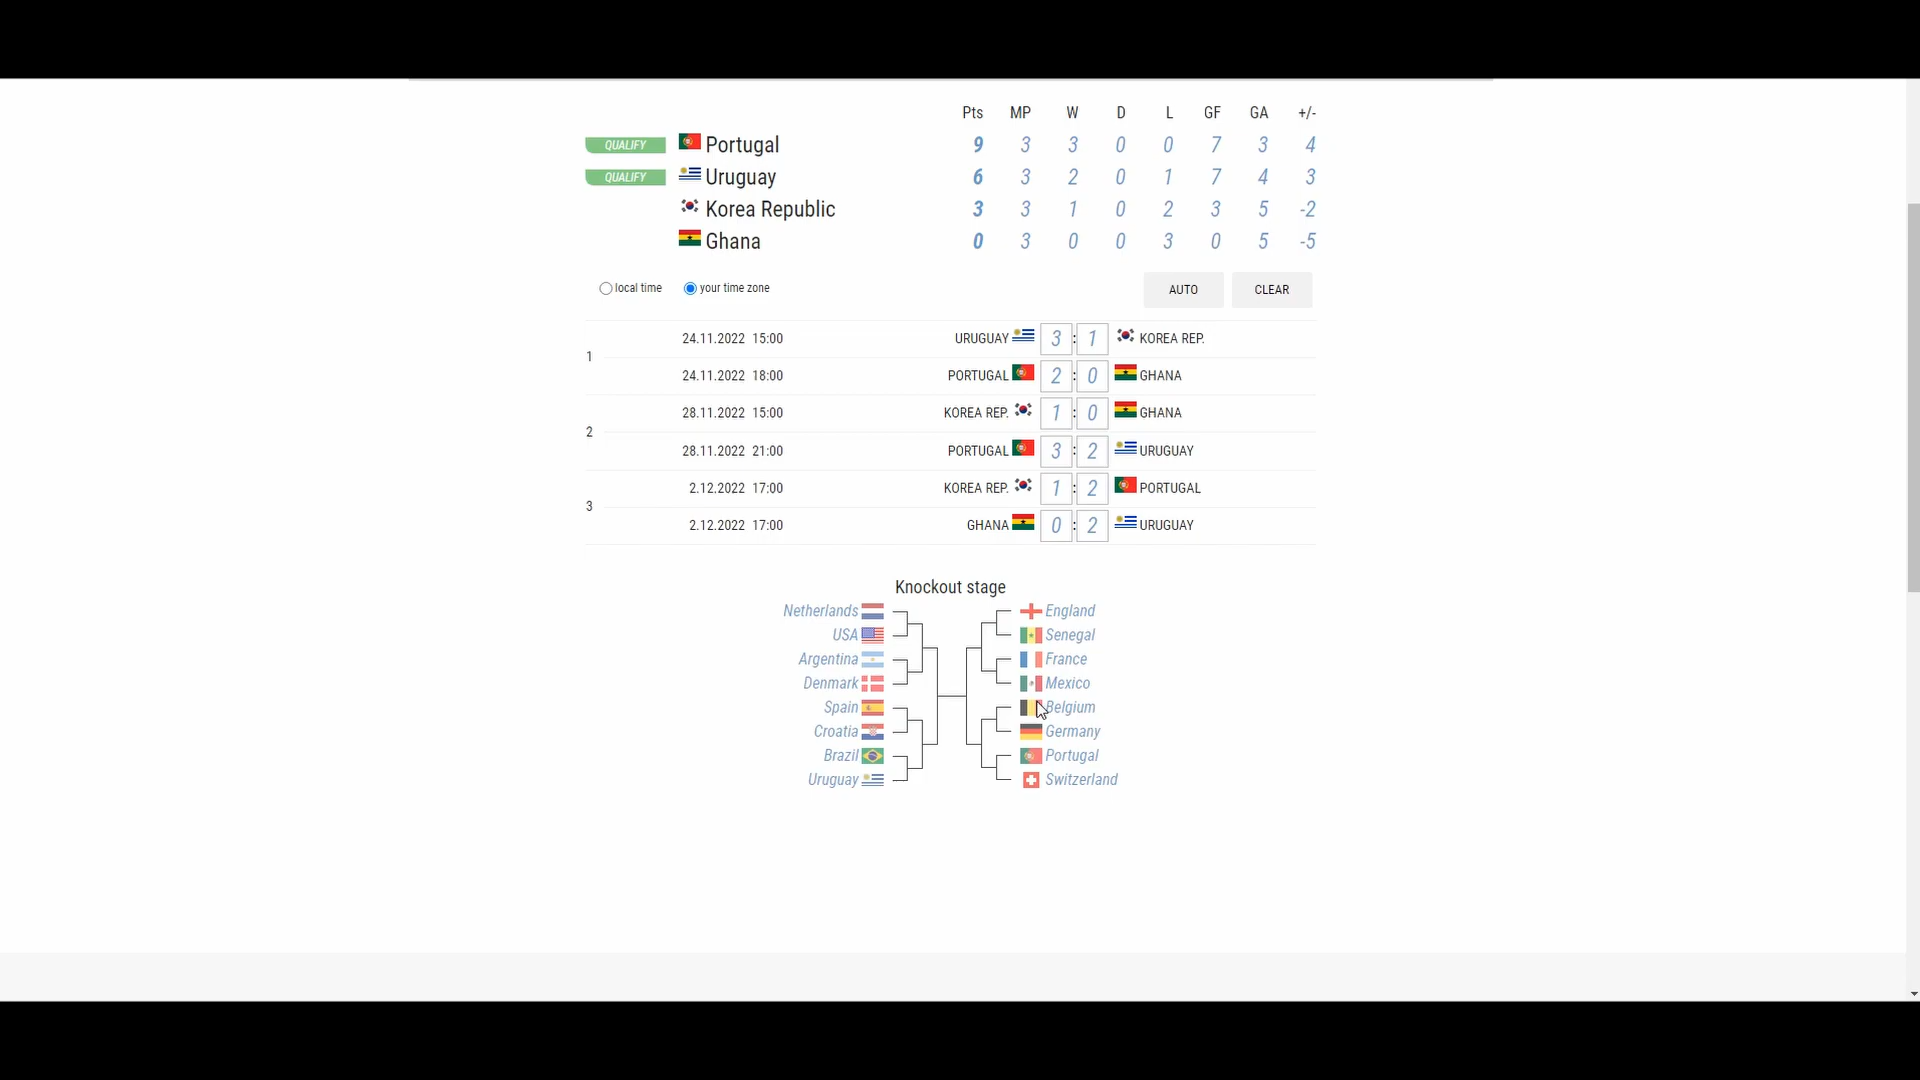 Pts MP W D L GF GA +/-
QUALIFY Portugal 9 3 3 0 0 7 3 4
QUALIFY Uruguay 6 3 2 0 1 7 4 3
Korea Republic 3 3 1 0 2 3 5 -2
Ghana 0 3 0 0 3 0 5 -5
local time your time zone AUTO CLEAR
1
24.11.2022 15:00 URUGUAY 3 : 1 KOREA REP.
24.11.2022 18:00 PORTUGAL 2 : 0 GHANA
2
28.11.2022 15:00 KOREA REP. 1 : 0 GHANA
28.11.2022 21:00 PORTUGAL 3 : 2 URUGUAY
3
2.12.2022 17:00 KOREA REP. 1 : 2 PORTUGAL
2.12.2022 17:00 GHANA 0 : 2 URUGUAY
Knockout stage
Netherlands England
USA Senegal
Argentina France
Denmark Mexico
Spain Belgium
Croatia Germany
Brazil Portugal
Uruguay Switzerland